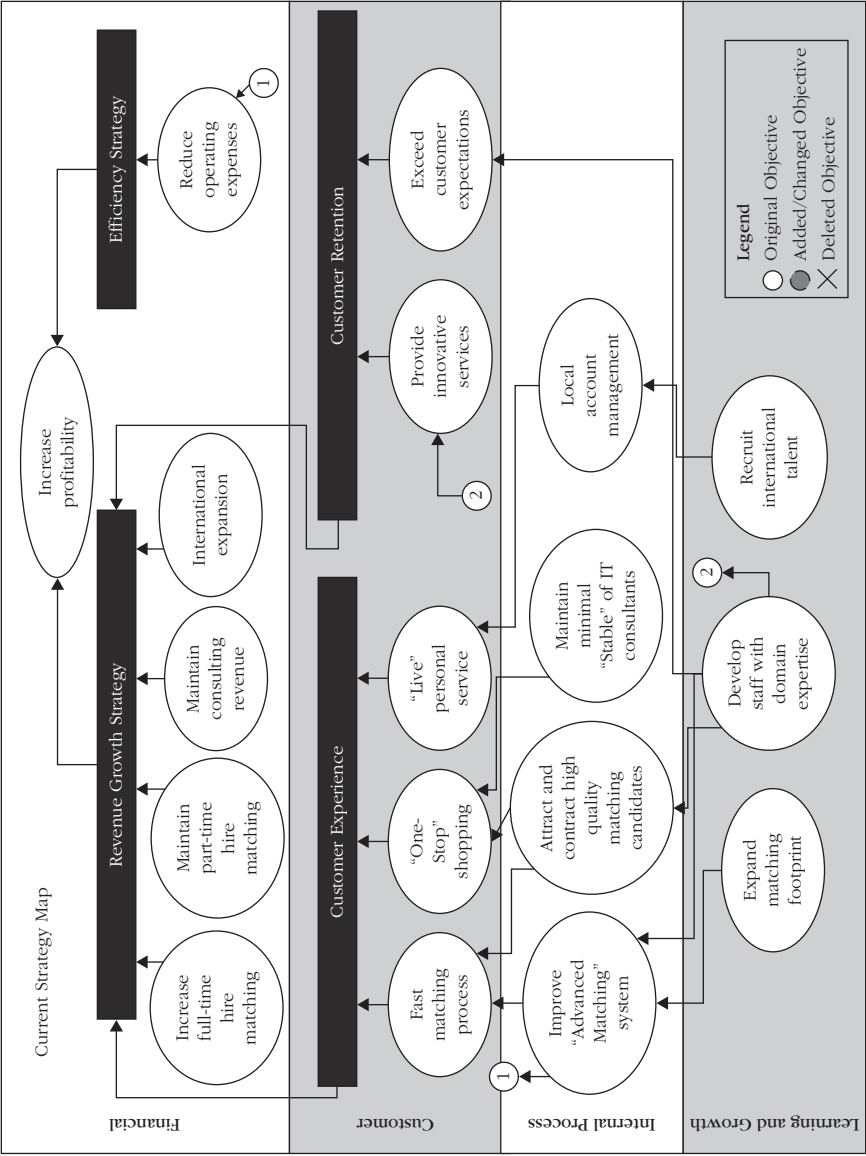 Current Strategy Map
Financial
Increase
profitability
Revenue Growth Strategy
Efficiency Strategy
Increase
full-time
hire
matching
Maintain
part-time
hire
matching
Maintain
consulting
revenue
International
expansion
Reduce
operating
expenses
1
Customer
Customer Experience
Customer Retention
Fast
matching
process
“One-
Stop”
shopping
“Live”
personal
service
Provide
innovative
services
Exceed
customer
expectations
2
Internal Process
1
Improve
“Advanced
Matching”
system
Attract and
contract high
quality
matching
candidates
Maintain
minimal
“Stable” of IT
consultants
Local
account
management
Learning and Growth
Expand
matching
footprint
Develop
staff with
domain
expertise
2
Recruit
international
talent
Legend
Original Objective
Added/Changed Objective
Deleted Objective